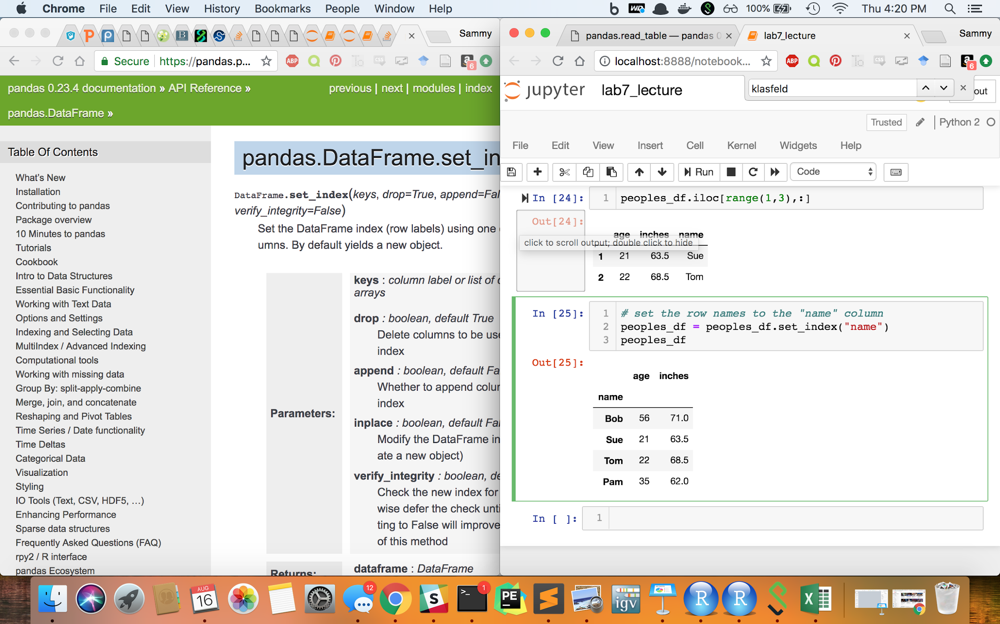 Chrome File Edit View History Bookmarks People Window Help
100% Thu 4:20 PM
Sammy
Secure https://pandas.p...
ABP
6
pandas 0.23.4 documentation » API Reference »
previous | next | modules | index
pandas.DataFrame »
Table Of Contents
What's New
Installation
Contributing to pandas
Package overview
10 Minutes to pandas
Tutorials
Cookbook
Intro to Data Structures
Essential Basic Functionality
Working with Text Data
Options and Settings
Indexing and Selecting Data
MultiIndex / Advanced Indexing
Computational tools
Working with missing data
Group By: split-apply-combine
Merge, join, and concatenate
Reshaping and Pivot Tables
Time Series / Date functionality
Time Deltas
Categorical Data
Visualization
Styling
IO Tools (Text, CSV, HDF5, …)
Enhancing Performance
Sparse data structures
Frequently Asked Questions (FAQ)
rpy2 / R interface
pandas Ecosystem
pandas.DataFrame.set_in
DataFrame.set_index(keys, drop=True, append=Fal
verify_integrity=False)
Set the DataFrame index (row labels) using one
umns. By default yields a new object.
Parameters:
keys : column label or list of
arrays
drop : boolean, default True
Delete columns to be use
index
append : boolean, default Fa
Whether to append colur
index
inplace : boolean, default Fal
Modify the DataFrame in
ate a new object)
verify_integrity : boolean, de
Check the new index for
wise defer the check unti
ting to False will improve
of this method
Returns:
dataframe : DataFrame
pandas.read_table — pandas 0
lab7_lecture
Sammy
localhost:8888/notebook...
ABP
6
jupyter lab7_lecture
klasfeld
out
Trusted
Python 2
File Edit View Insert Cell Kernel Widgets Help
Run
Code
In [24]: 1 peoples_df.iloc[range(1,3),:]
Out[24]:
age inches name
click to scroll output; double click to hide
1 21 63.5 Sue
2 22 68.5 Tom
In [25]: 1 # set the row names to the "name" column
2 peoples_df = peoples_df.set_index("name")
3 peoples_df
Out[25]:
age inches
name
Bob 56 71.0
Sue 21 63.5
Tom 22 68.5
Pam 35 62.0
In [ ]: 1
AUG
16
12
S
>_
1
PE
igv
R
R
X